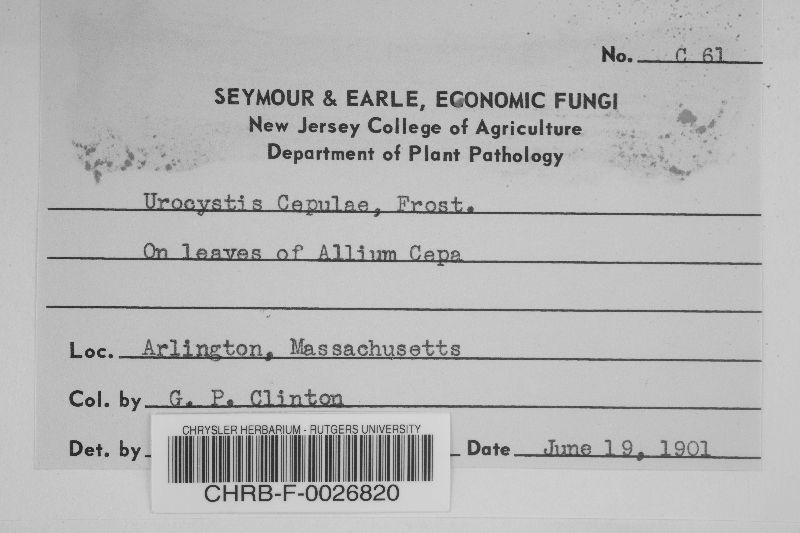 No. C 61
SEYMOUR & EARLE, ECONOMIC FUNGI
New Jersey College of Agriculture
Department of Plant Pathology
Urocystis Cepulae, Frost.
On leaves of Allium Cepa
Loc. Arlington, Massachusetts
Col. by G. P. Clinton
Det. by
Date June 19, 1901
CHRYSLER HERBARIUM - RUTGERS UNIVERSITY
CHRB-F-0026820